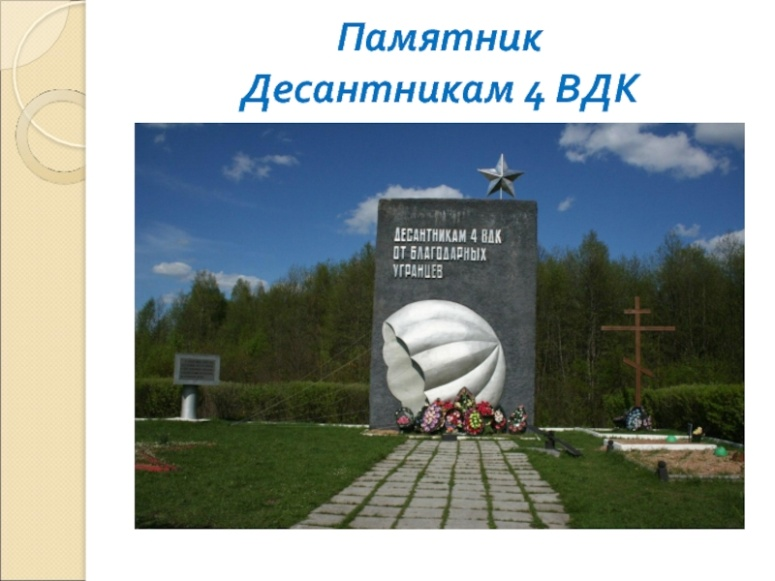 Памятник
Десантникам 4 ВДК
ДЕСАНТНИКАМ 4 ВДК
ОТ БЛАГОДАРНЫХ
УГРАНЦЕВ